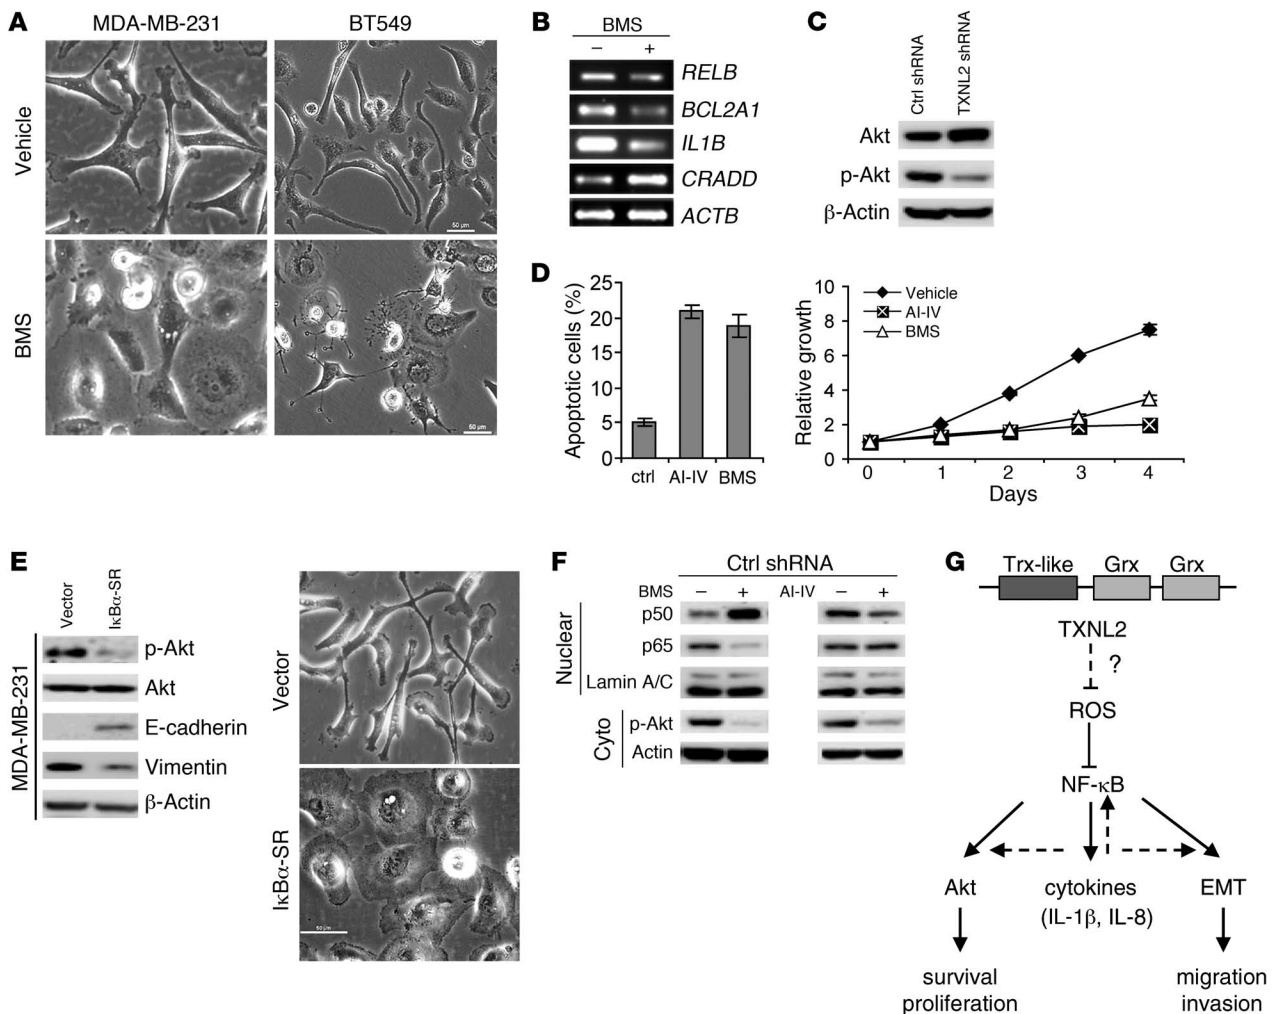 A
MDA-MB-231
BT549
Vehicle
50 µm
BMS
50 µm
B
BMS
– +
RELB
BCL2A1
IL1B
CRADD
ACTB
C
Ctrl shRNA
TXNL2 shRNA
Akt
p-Akt
β-Actin
D
Apoptotic cells (%)
25
20
15
10
5
0
ctrl AI-IV BMS
Relative growth
10
8
6
4
2
0
Vehicle
AI-IV
BMS
0 1 2 3 4
Days
E
Vector
IκBα-SR
MDA-MB-231
p-Akt
Akt
E-cadherin
Vimentin
β-Actin
Vector
IκBα-SR
50 µm
F
Ctrl shRNA
BMS – + AI-IV – +
Nuclear
p50
p65
Lamin A/C
Cyto
p-Akt
Actin
G
Trx-like Grx Grx
TXNL2
?
ROS
NF-κB
Akt cytokines EMT
(IL-1β, IL-8)
survival migration
proliferation invasion